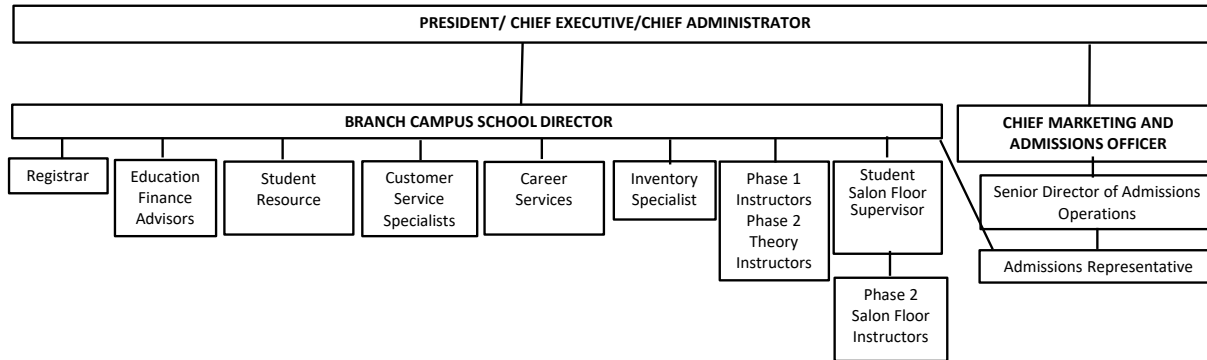 PRESIDENT/ CHIEF EXECUTIVE/CHIEF ADMINISTRATOR
BRANCH CAMPUS SCHOOL DIRECTOR
CHIEF MARKETING AND
ADMISSIONS OFFICER
Registrar
Education
Finance
Advisors
Student
Resource
Customer
Service
Specialists
Career
Services
Inventory
Specialist
Phase 1
Instructors
Phase 2
Theory
Instructors
Student
Salon Floor
Supervisor
Senior Director of Admissions
Operations
Admissions Representative
Phase 2
Salon Floor
Instructors